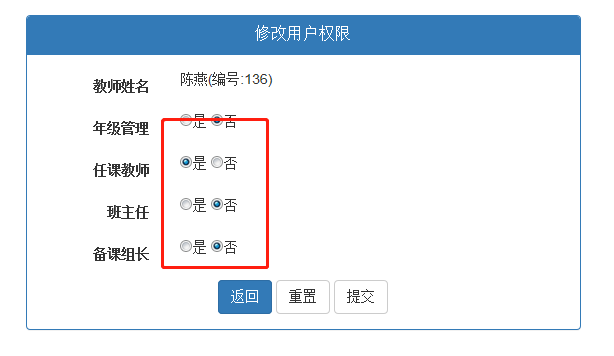 修改用户权限
教师姓名 陈燕(编号:136)
年级管理 是 否
任课教师 是 否
班主任 是 否
备课组长 是 否
返回 重置 提交